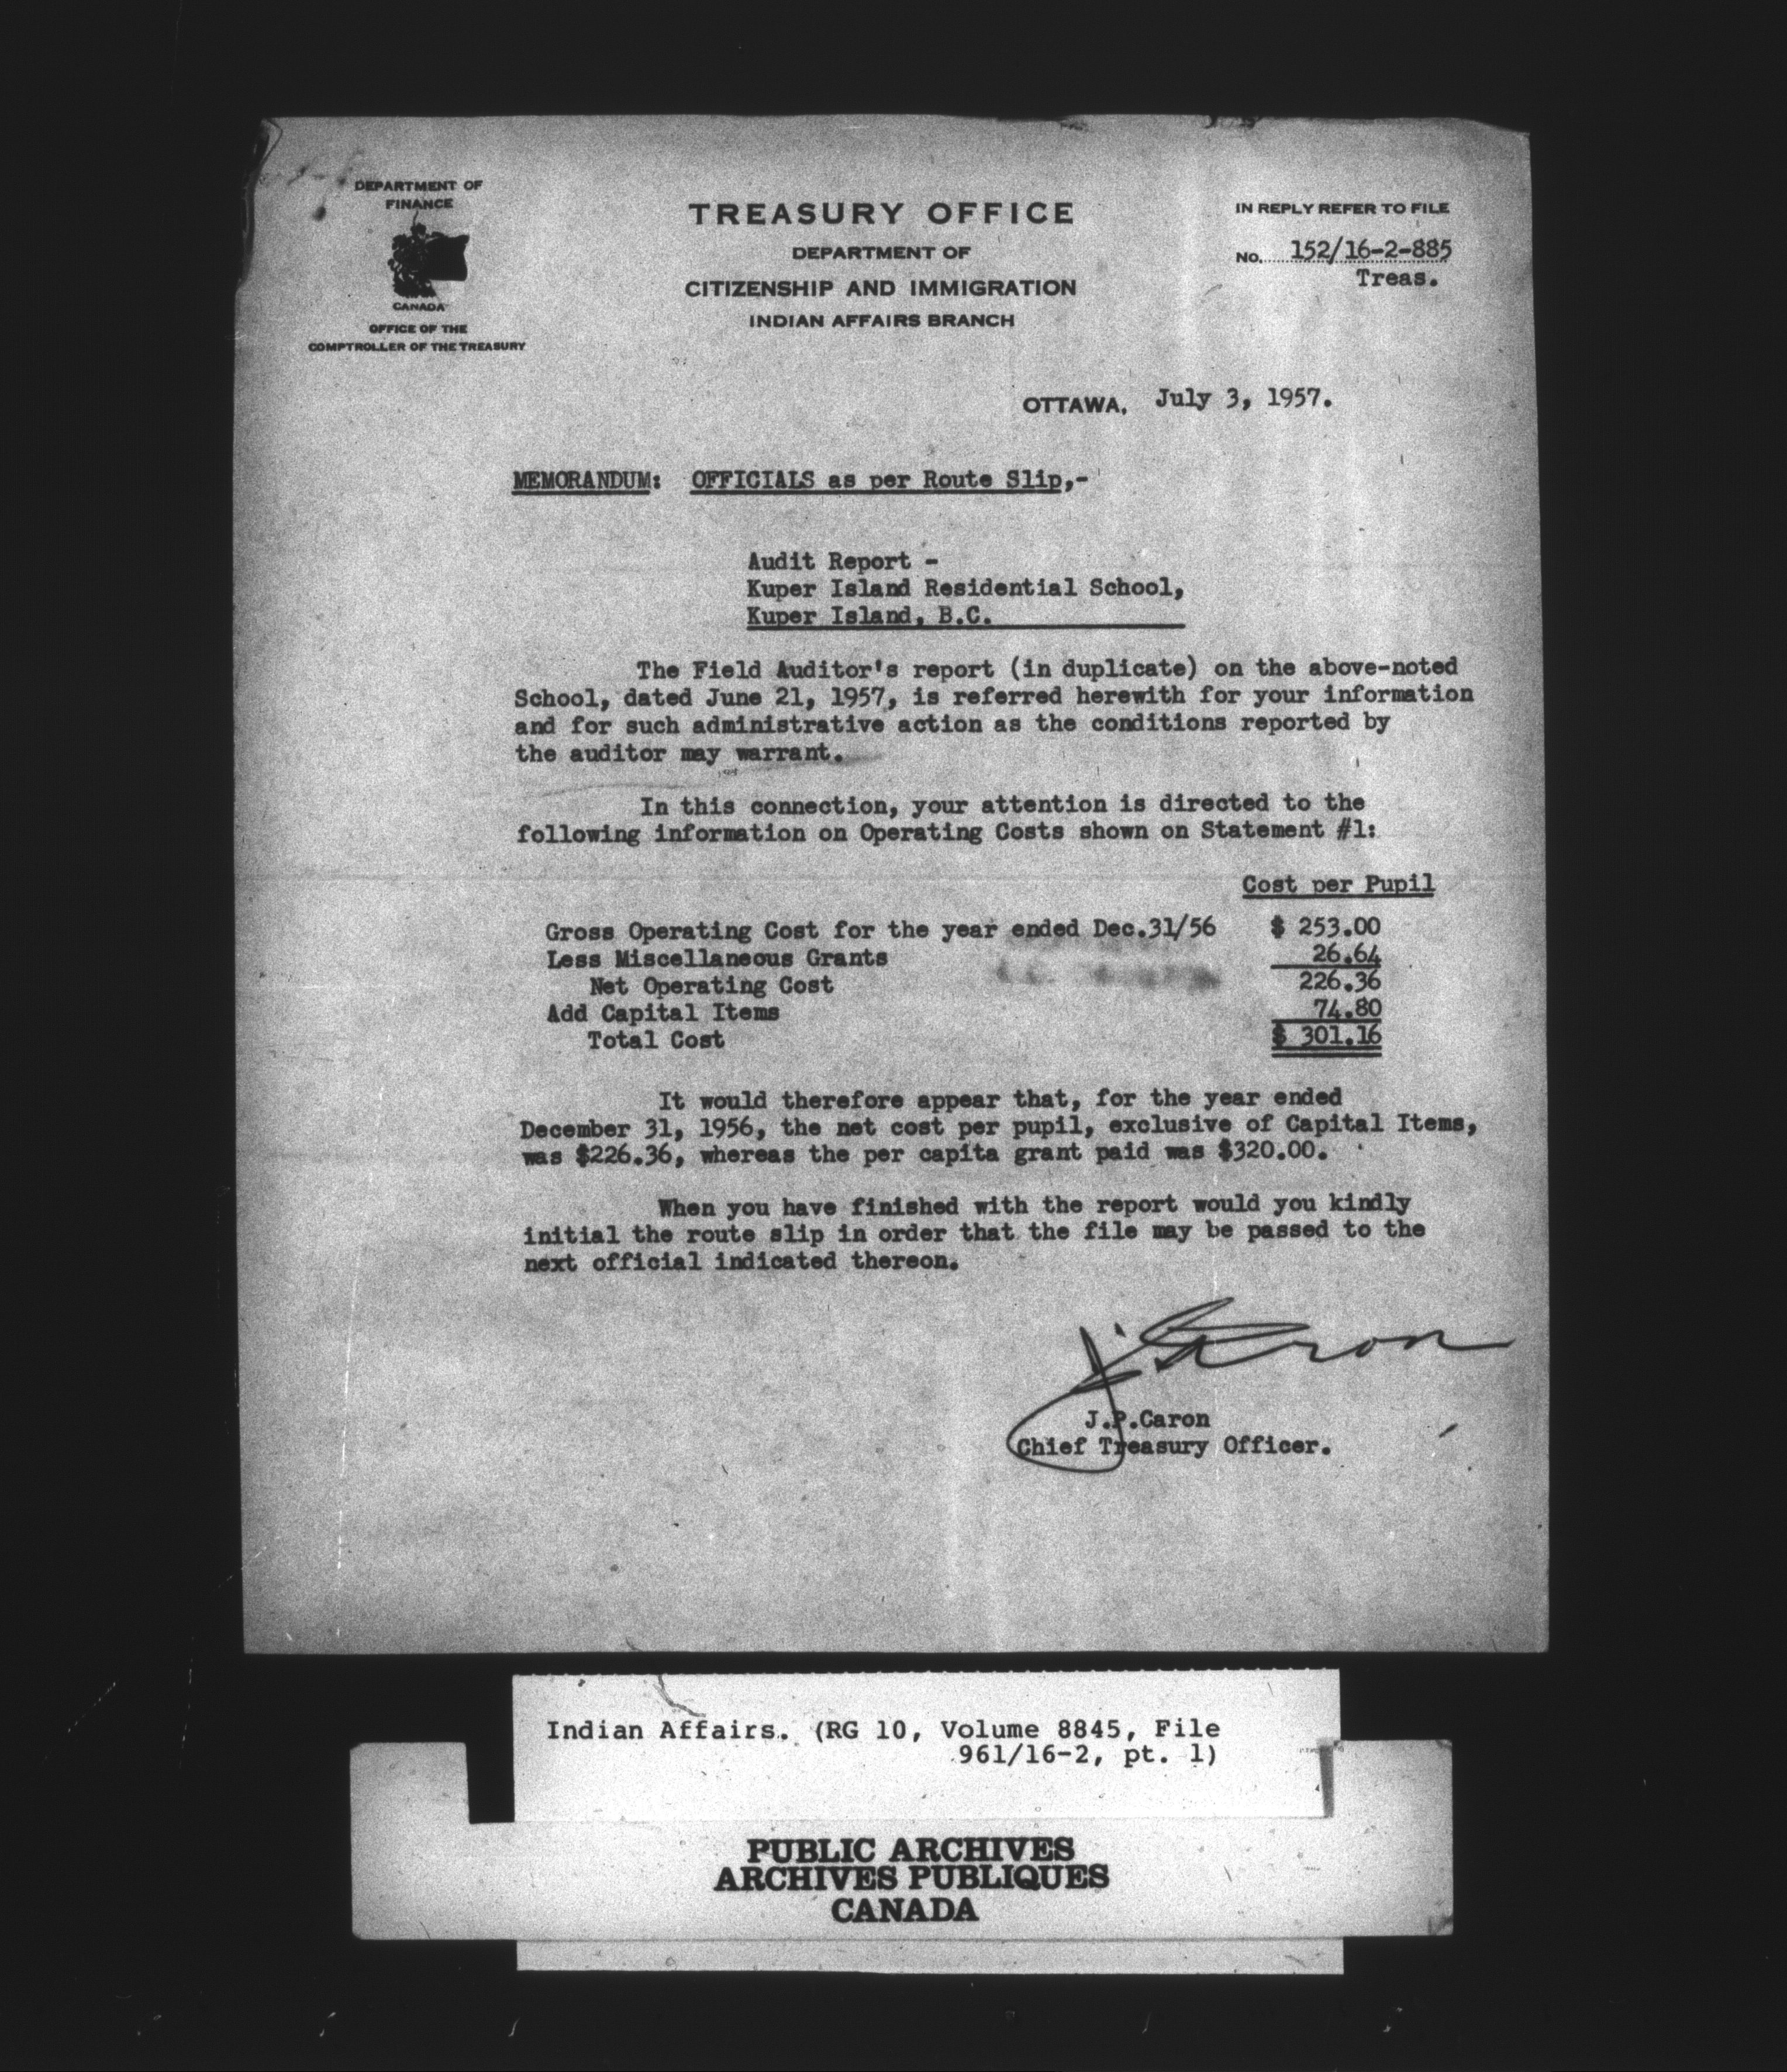 DEPARTMENT OF
FINANCE
CANADA
OFFICE OF THE
COMPTROLLER OF THE TREASURY
TREASURY OFFICE
DEPARTMENT OF
CITIZENSHIP AND IMMIGRATION
INDIAN AFFAIRS BRANCH
IN REPLY REFER TO FILE
No. 152/16-2-885
Treas.
OTTAWA, July 3, 1957.
MEMORANDUM: OFFICIALS as per Route Slip,-
Audit Report -
Kuper Island Residential School,
Kuper Island, B.C.
The Field Auditor's report (in duplicate) on the above-noted
School, dated June 21, 1957, is referred herewith for your information
and for such administrative action as the conditions reported by
the auditor may warrant.
In this connection, your attention is directed to the
following information on Operating Costs shown on Statement #1:
Cost per Pupil
Gross Operating Cost for the year ended Dec.31/56 $ 253.00
Less Miscellaneous Grants 26.64
Net Operating Cost 226.36
Add Capital Items 74.80
Total Cost $ 301.16
It would therefore appear that, for the year ended
December 31, 1956, the net cost per pupil, exclusive of Capital Items,
was $226.36, whereas the per capita grant paid was $320.00.
When you have finished with the report would you kindly
initial the route slip in order that the file may be passed to the
next official indicated thereon.
J.P.Caron
Chief Treasury Officer.
Indian Affairs. (RG 10, Volume 8845, File
961/16-2, pt. 1)
PUBLIC ARCHIVES
ARCHIVES PUBLIQUES
CANADA